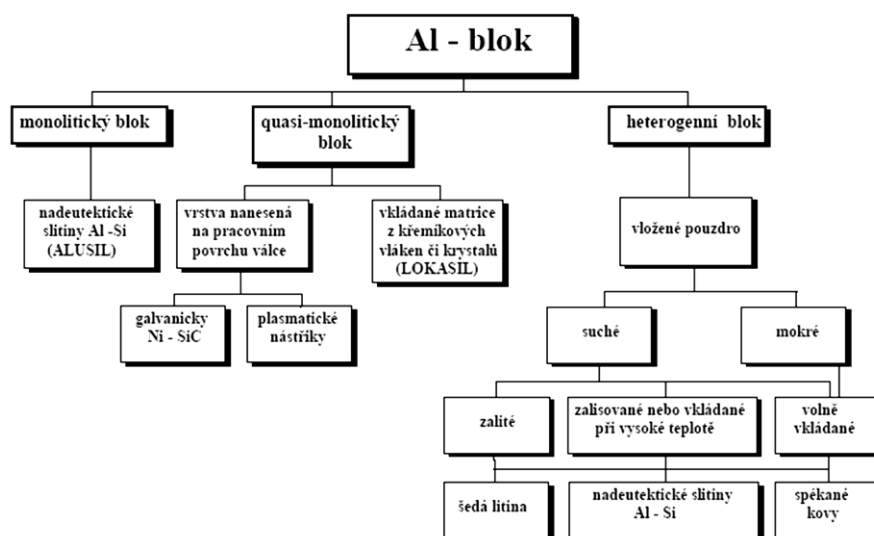 Al - blok
monolitický blok
quasi-monolitický
blok
heterogenní blok
nadeutektické
slitiny Al -Si
(ALUSIL)
vrstva nanesená
na pracovním
povrchu válce
vkládané matrice
z křemíkových
vláken či krystalů
(LOKASIL)
vložené pouzdro
galvanicky
Ni - SiC
plasmatické
nástřiky
suché
mokré
zalité
zalisované nebo vkládané
při vysoké teplotě
volně
vkládané
šedá litina
nadeutektické slitiny
Al - Si
spékané
kovy